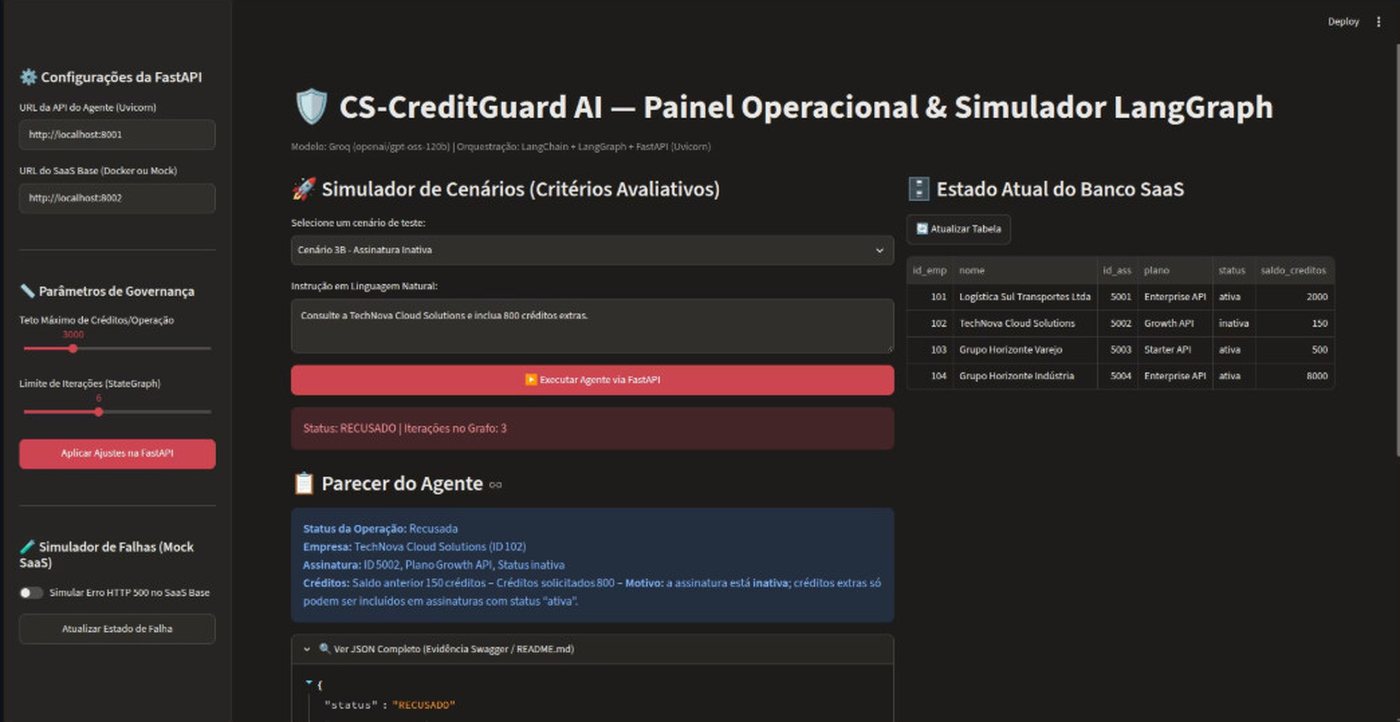 Deploy
Configurações da FastAPI
URL da API do Agente (Uvicorn)
http://localhost:8001
URL do SaaS Base (Docker ou Mock)
http://localhost:8002
Parâmetros de Governança
Teto Máximo de Créditos/Operação
3000
Limite de Iterações (StateGraph)
6
Aplicar Ajustes na FastAPI
Simulador de Falhas (Mock
SaaS)
Simular Erro HTTP 500 no SaaS Base
Atualizar Estado de Falha
CS-CreditGuard AI — Painel Operacional & Simulador LangGraph
Modelo: Groq (openai/gpt-oss-120b) | Orquestração: LangChain + LangGraph + FastAPI (Uvicorn)
Simulador de Cenários (Critérios Avaliativos)
Selecione um cenário de teste:
Cenário 3B - Assinatura Inativa
Instrução em Linguagem Natural:
Consulte a TechNova Cloud Solutions e inclua 800 créditos extras.
Executar Agente via FastAPI
Status: RECUSADO | Iterações no Grafo: 3
Parecer do Agente
Status da Operação: Recusada
Empresa: TechNova Cloud Solutions (ID 102)
Assinatura: ID 5002, Plano Growth API, Status inativa
Créditos: Saldo anterior 150 créditos – Créditos solicitados 800 – Motivo: a assinatura está inativa; créditos extras só
podem ser incluídos em assinaturas com status “ativa”.
Ver JSON Completo (Evidência Swagger / README.md)
{
"status" : "RECUSADO"
Estado Atual do Banco SaaS
Atualizar Tabela
id_emp nome id_ass plano status saldo_creditos
101 Logística Sul Transportes Ltda 5001 Enterprise API ativa 2000
102 TechNova Cloud Solutions 5002 Growth API inativa 150
103 Grupo Horizonte Varejo 5003 Starter API ativa 500
104 Grupo Horizonte Indústria 5004 Enterprise API ativa 8000